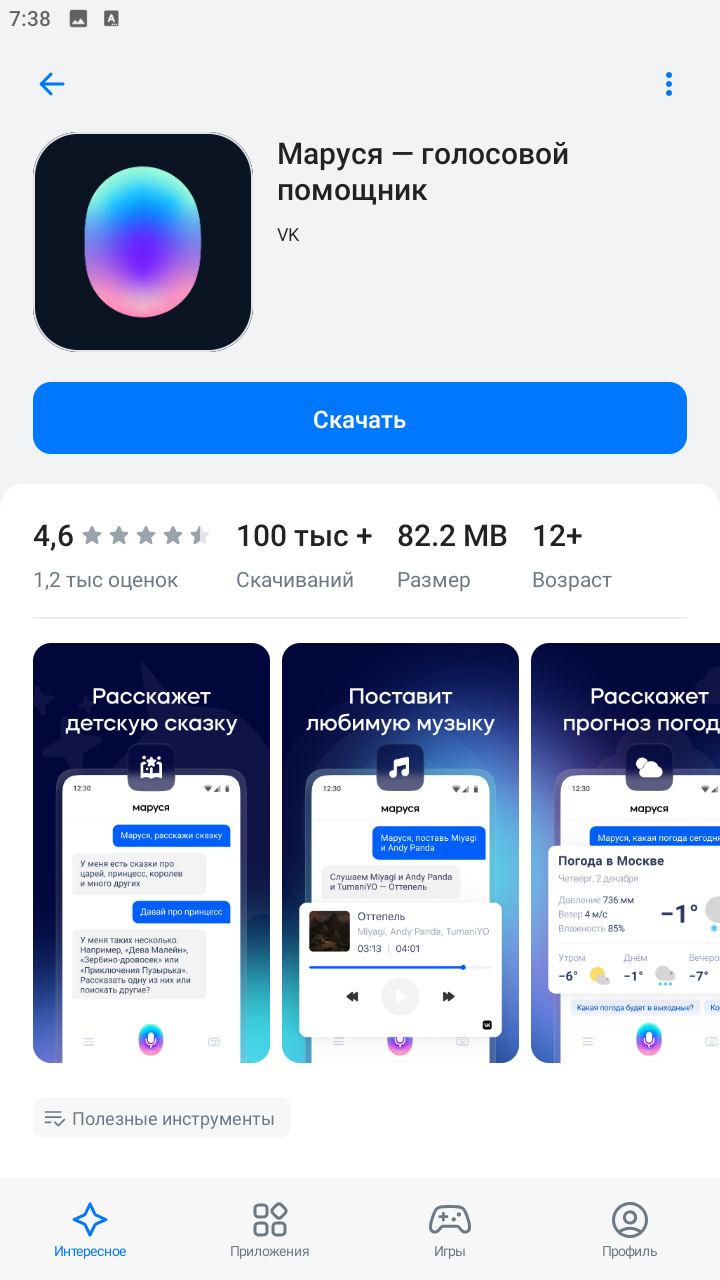 7:38
Маруся — голосовой
помощник
VK
Скачать
4,6
100 тыс +
82.2 MB
12+
1,2 тыс оценок
Скачиваний
Размер
Возраст
Расскажет
детскую сказку
12:30
маруся
Маруся, расскажи сказку
У меня есть сказки про
царей, принцесс, королев
и много других
Давай про принцесс
У меня таких несколько.
Например, «Дева Малейн»,
«Зербино-дровосек» или
«Приключения Пузырька».
Рассказать одну из них или
поискать другие?
Поставит
любимую музыку
12:30
маруся
Маруся, поставь Miyagi
и Andy Panda
Слушаем Miyagi и Andy Panda
и TumaniYO — Оттепель
Оттепель
Miyagi, Andy Panda, TumaniYO
03:13 | 04:01
Расскажет
прогноз погод
12:30
маруся
Маруся, какая погода сегодня
Погода в Москве
Четверг, 2 декабря
Давление 736 мм
Ветер 4 м/с
Влажность 85%
−1°
Утром
Днём
Вечеро
−6°
−1°
−7°
Какая погода будет в выходные?
Ко
Полезные инструменты
Интересное
Приложения
Игры
Профиль